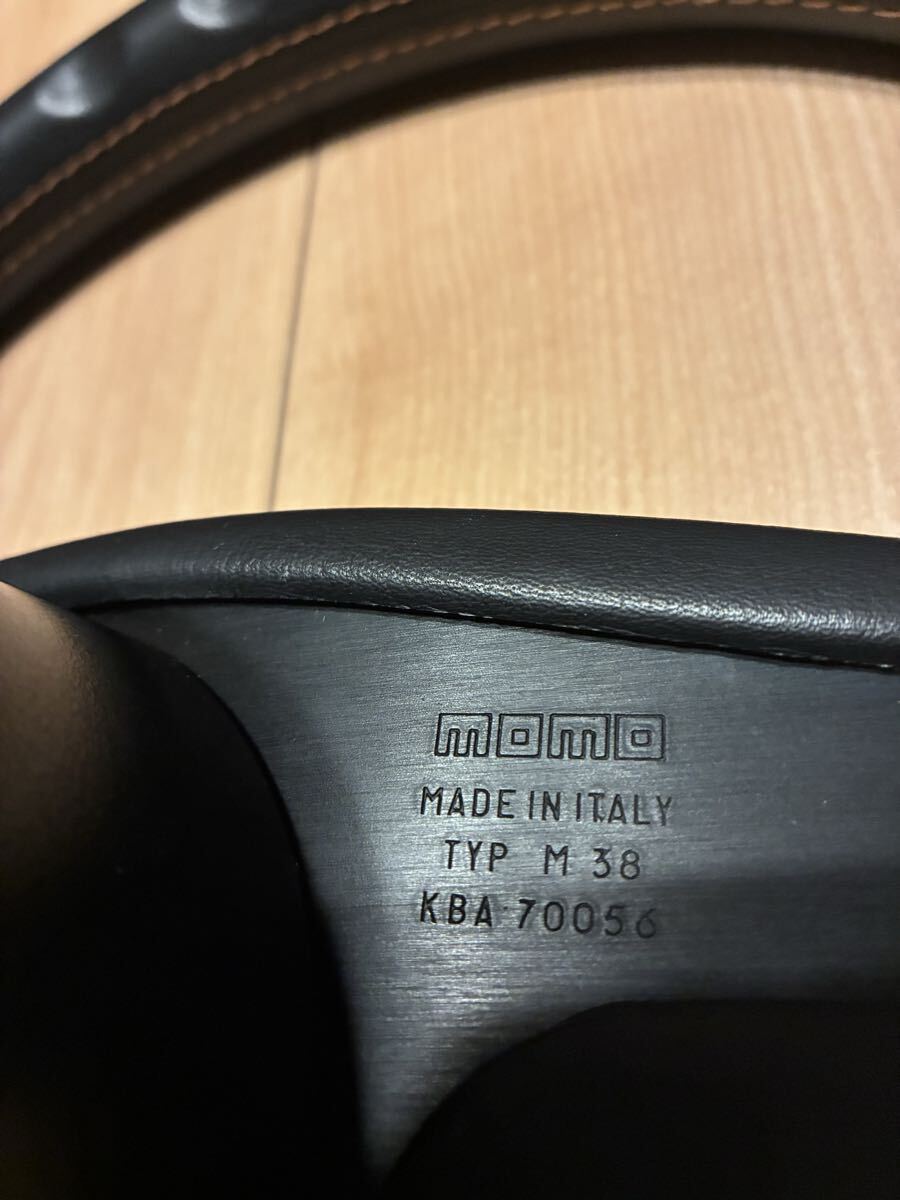 momo
MADE IN ITALY
TYP M 38
KBA 70056